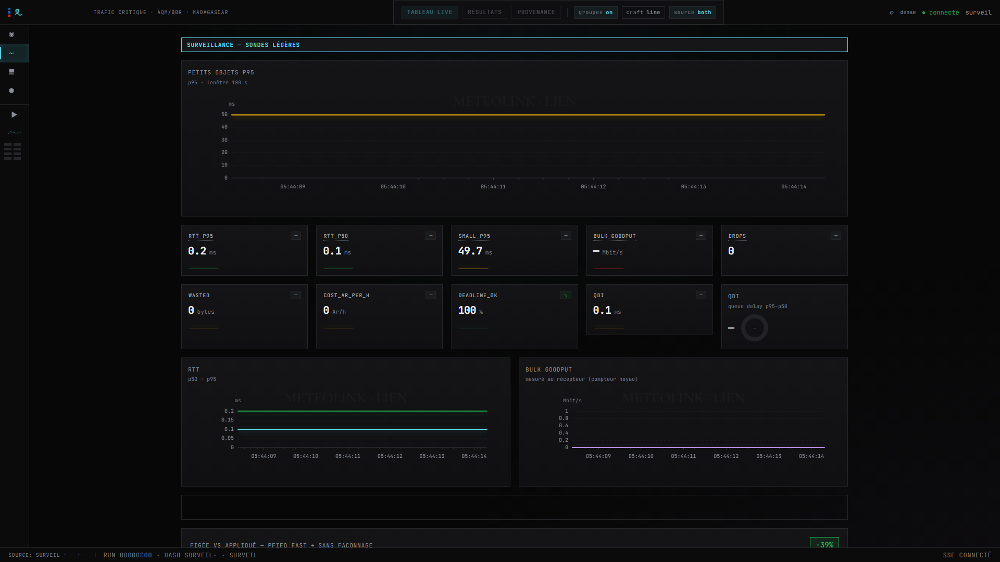 TRAFIC CRITIQUE · AQM/BBR · MADAGASCAR
TABLEAU LIVE
RÉSULTATS
PROVENANCE
groupes on
craft line
source both
dense
connecté
surveil
SURVEILLANCE — SONDES LÉGÈRES
PETITS OBJETS P95
p95 · fenêtre 180 s
METEOLINK · LIEN
ms
50
40
30
20
10
0
05:44:09 05:44:10 05:44:11 05:44:12 05:44:13 05:44:14
RTT_P95 —
0.2 ms
RTT_P50 —
0.1 ms
SMALL_P95 —
49.7 ms
BULK_GOODPUT —
— Mbit/s
DROPS —
0
WASTED —
0 bytes
COST_AR_PER_H —
0 Ar/h
DEADLINE_OK ↘
100 %
QDI —
0.1 ms
QDI
queue delay p95-p50
— —
RTT
p50 · p95
METEOLINK · LIEN
ms
0.2
0.15
0.1
0.05
0
05:44:09 05:44:10 05:44:11 05:44:12 05:44:13 05:44:14
BULK GOODPUT
mesuré au récepteur (compteur noyau)
METEOLINK · LIEN
Mbit/s
1
0.8
0.6
0.4
0.2
0
05:44:09 05:44:10 05:44:11 05:44:12 05:44:13 05:44:14
FIGÉE VS APPLIQUÉ — PFIFO FAST → SANS FAÇONNAGE
-39%
SOURCE: SURVEIL · — · — | RUN 00000000 · HASH SURVEIL· · SURVEIL
SSE CONNECTÉ